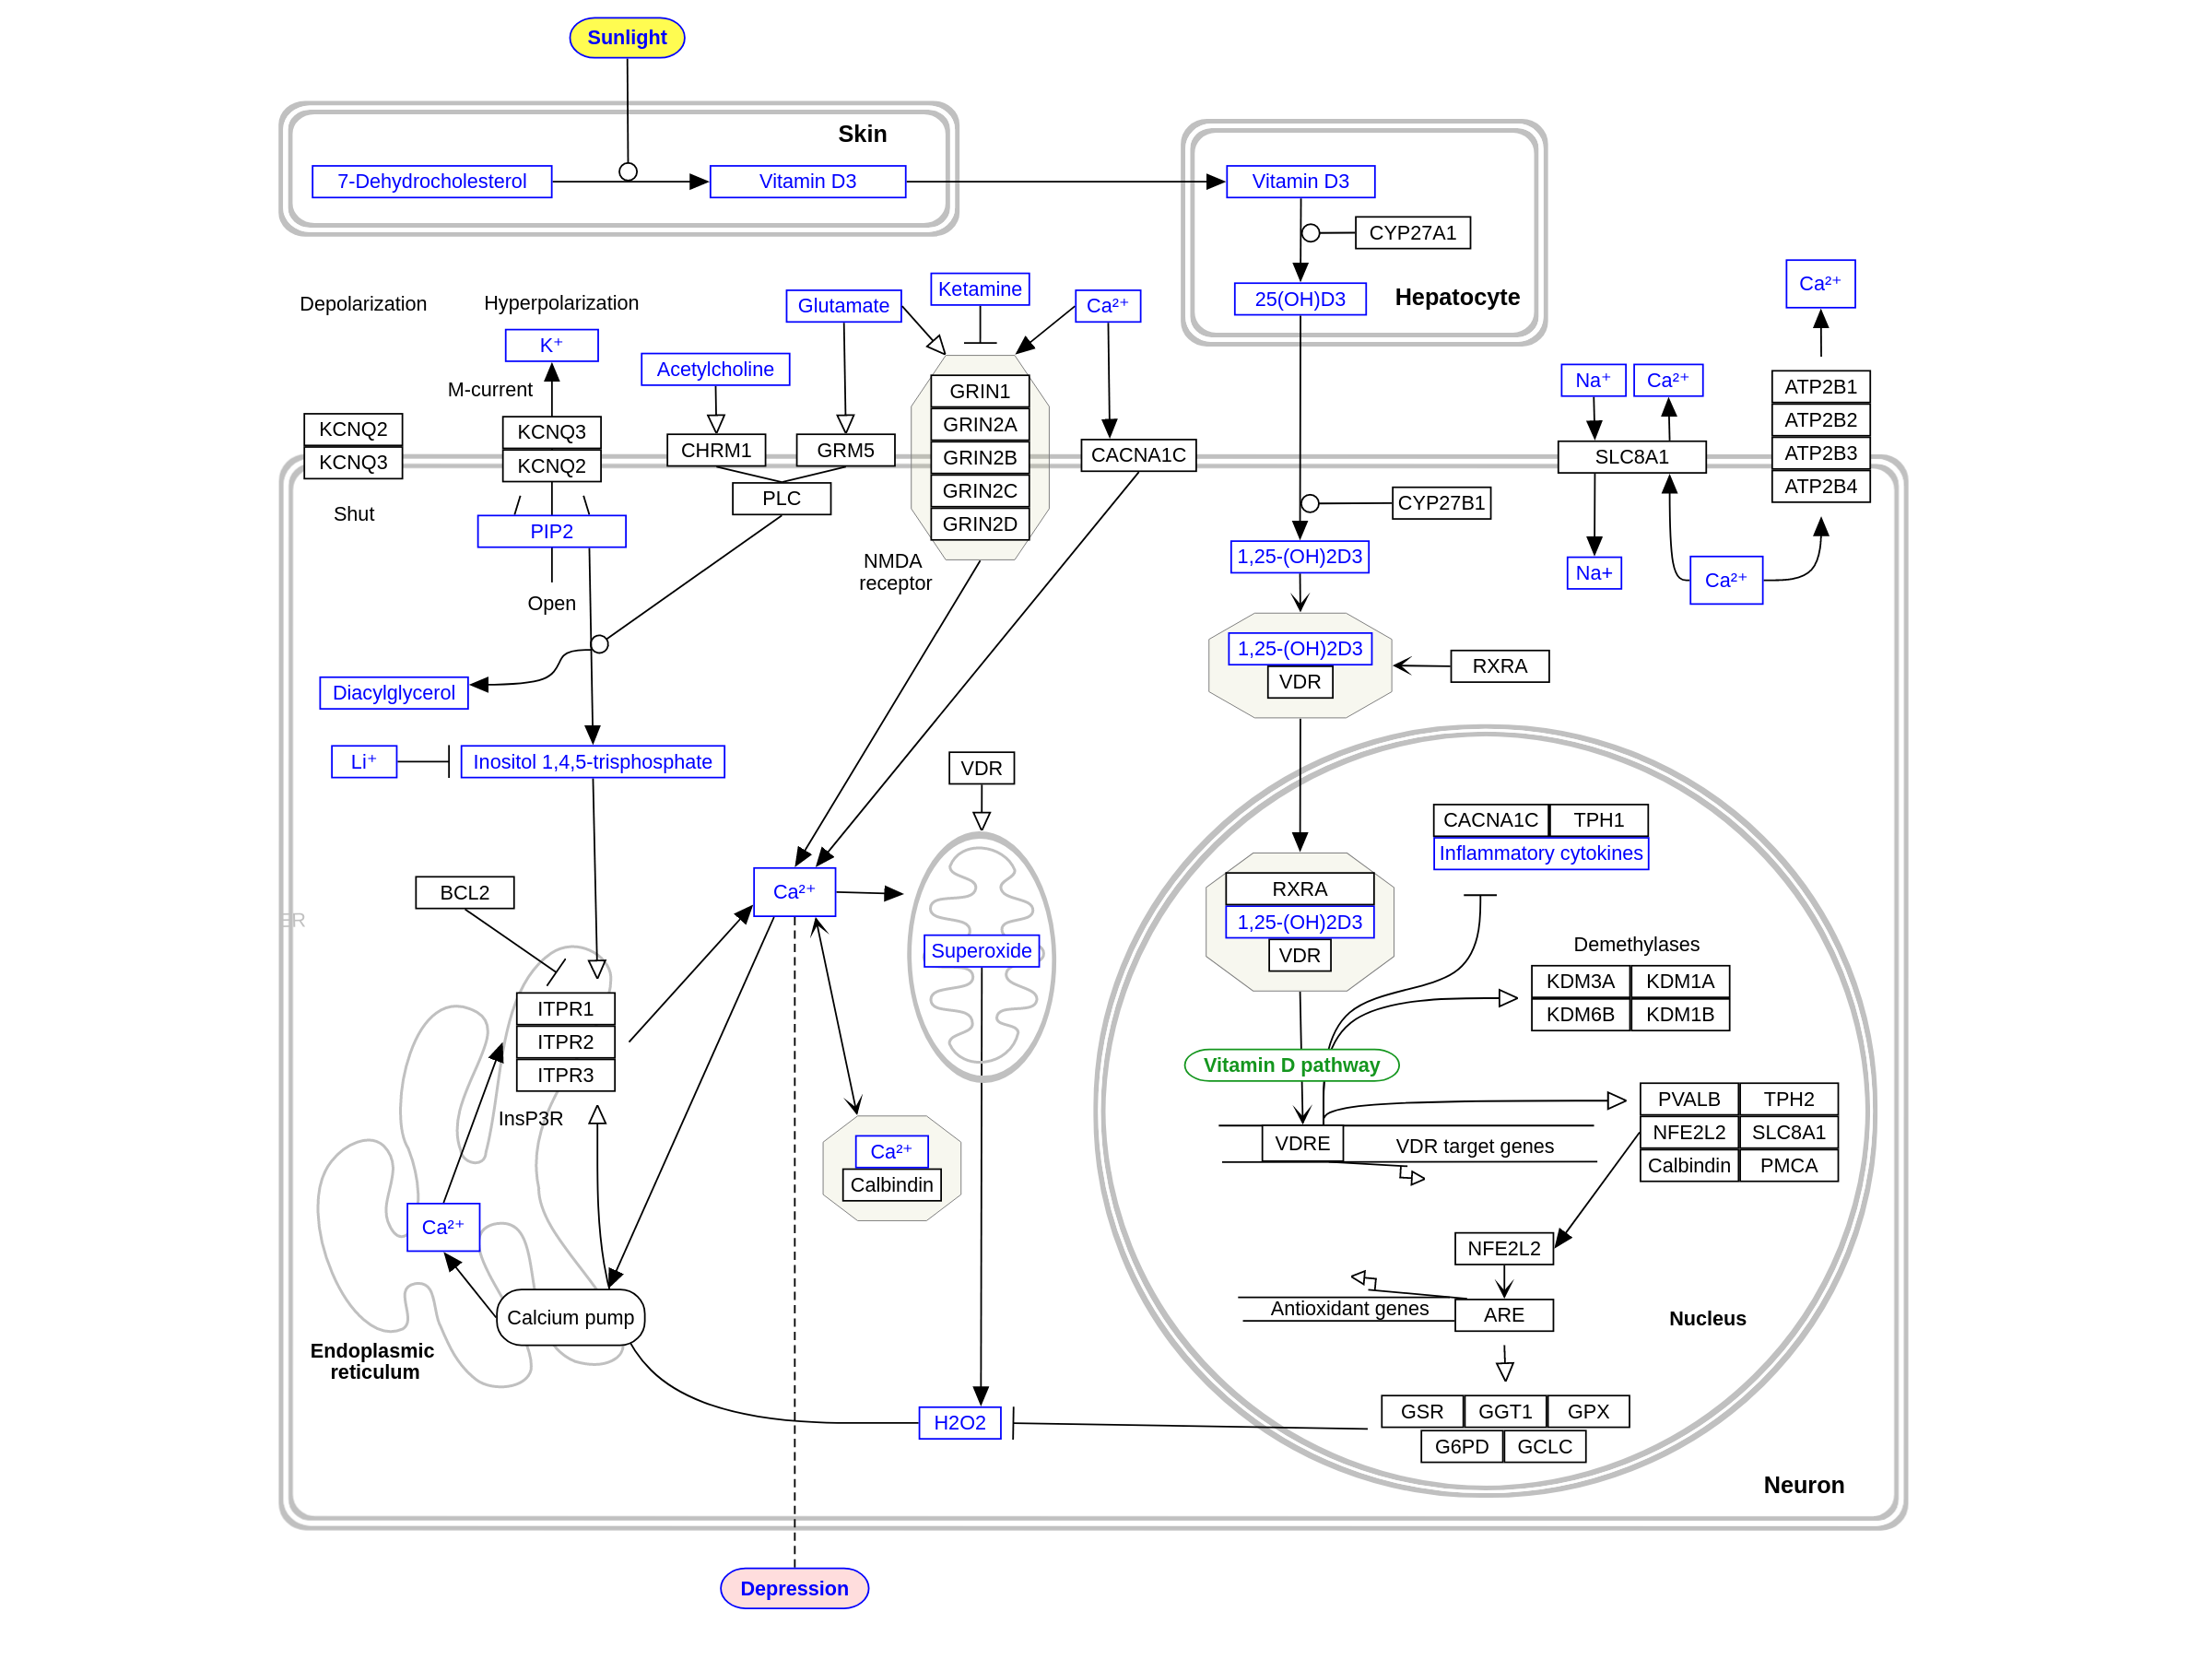 Sunlight
Skin
7-Dehydrocholesterol
Vitamin D3
Vitamin D3
CYP27A1
25(OH)D3
Hepatocyte
Depolarization
Hyperpolarization
K⁺
M-current
Glutamate
Ketamine
Ca²⁺
Acetylcholine
Ca²⁺
Na⁺
Ca²⁺
KCNQ2
KCNQ3
KCNQ3
KCNQ2
CHRM1
GRM5
PLC
GRIN1
GRIN2A
GRIN2B
GRIN2C
GRIN2D
CACNA1C
SLC8A1
ATP2B1
ATP2B2
ATP2B3
ATP2B4
Shut
PIP2
Open
NMDA
receptor
CYP27B1
1,25-(OH)2D3
Na+
Ca²⁺
1,25-(OH)2D3
VDR
RXRA
Diacylglycerol
Li⁺
Inositol 1,4,5-trisphosphate
VDR
CACNA1C
TPH1
Inflammatory cytokines
BCL2
ER
Ca²⁺
Superoxide
RXRA
1,25-(OH)2D3
VDR
Demethylases
KDM3A
KDM1A
KDM6B
KDM1B
ITPR1
ITPR2
ITPR3
InsP3R
Vitamin D pathway
VDRE
VDR target genes
PVALB
TPH2
NFE2L2
SLC8A1
Calbindin
PMCA
Ca²⁺
Calbindin
Ca²⁺
Calcium pump
Endoplasmic
reticulum
NFE2L2
Antioxidant genes
ARE
Nucleus
H2O2
GSR
GGT1
GPX
G6PD
GCLC
Neuron
Depression